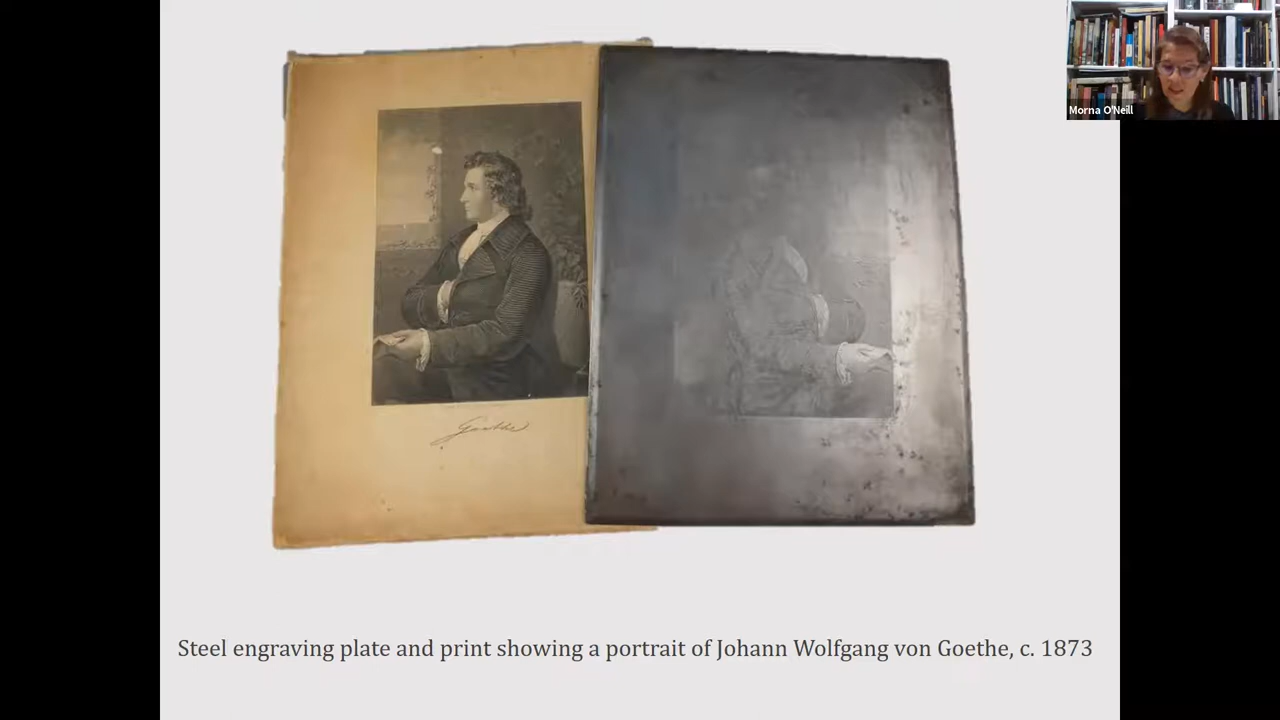 Morna O'Neill
Goethe
Steel engraving plate and print showing a portrait of Johann Wolfgang von Goethe, c. 1873